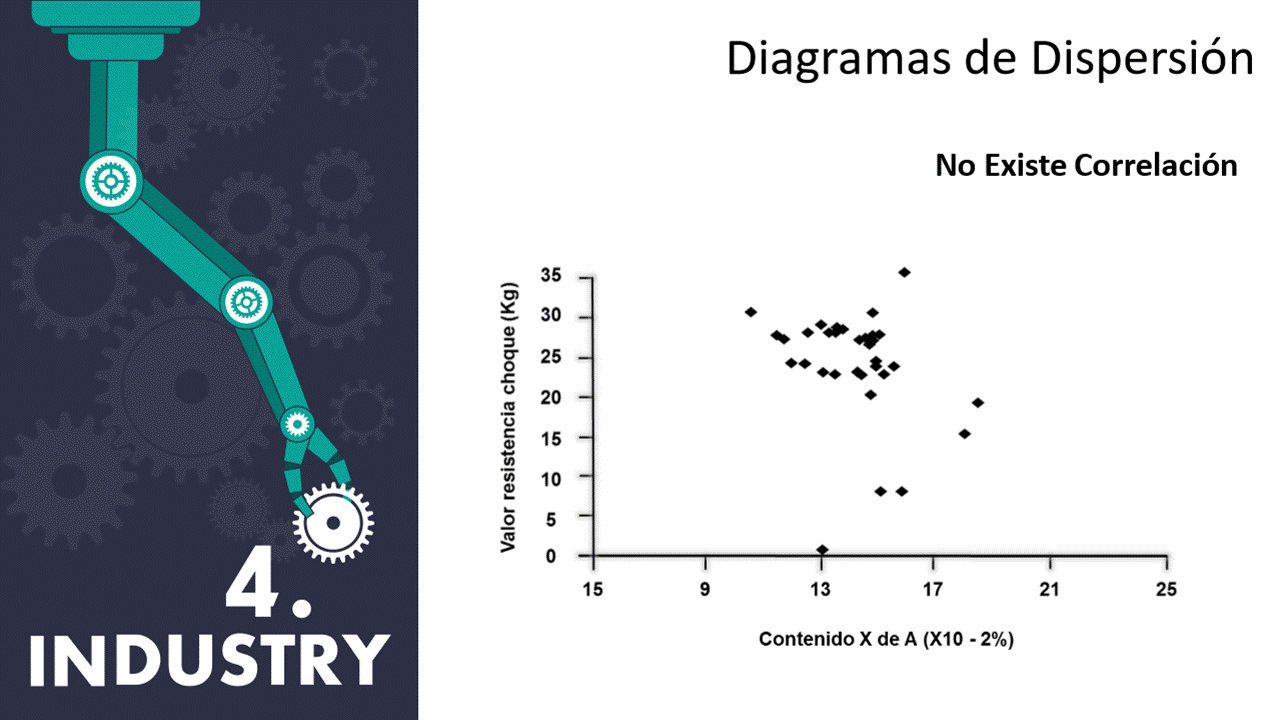 Diagramas de Dispersión
No Existe Correlación
Valor resistencia choque (Kg)
35
30
25
20
15
10
5
0
15 9 13 17 21 25
Contenido X de A (X10 - 2%)
4.
INDUSTRY